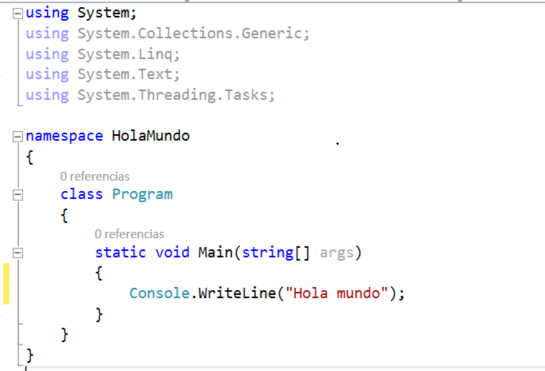 using System;
using System.Collections.Generic;
using System.Linq;
using System.Text;
using System.Threading.Tasks;
namespace HolaMundo
{
0 referencias
class Program
{
0 referencias
static void Main(string[] args)
{
Console.WriteLine("Hola mundo");
}
}
}